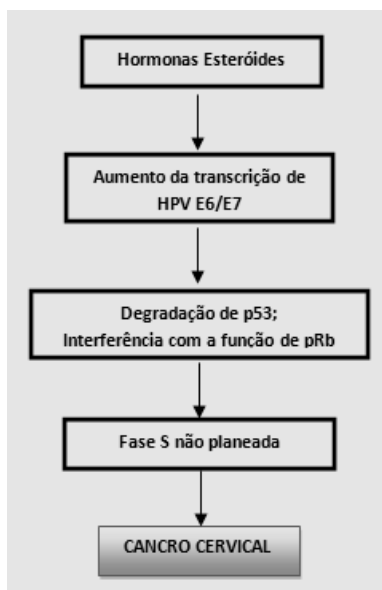 Hormonas Esteróides
Aumento da transcrição de
HPV E6/E7
Degradação de p53;
Interferência com a função de pRb
Fase S não planeada
CANCRO CERVICAL